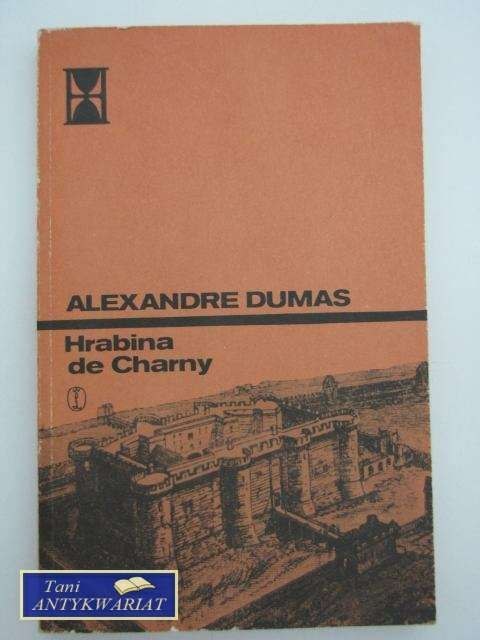 ALEXANDRE DUMAS
Hrabina
de Charny
Tani
ANTYKWARIAT